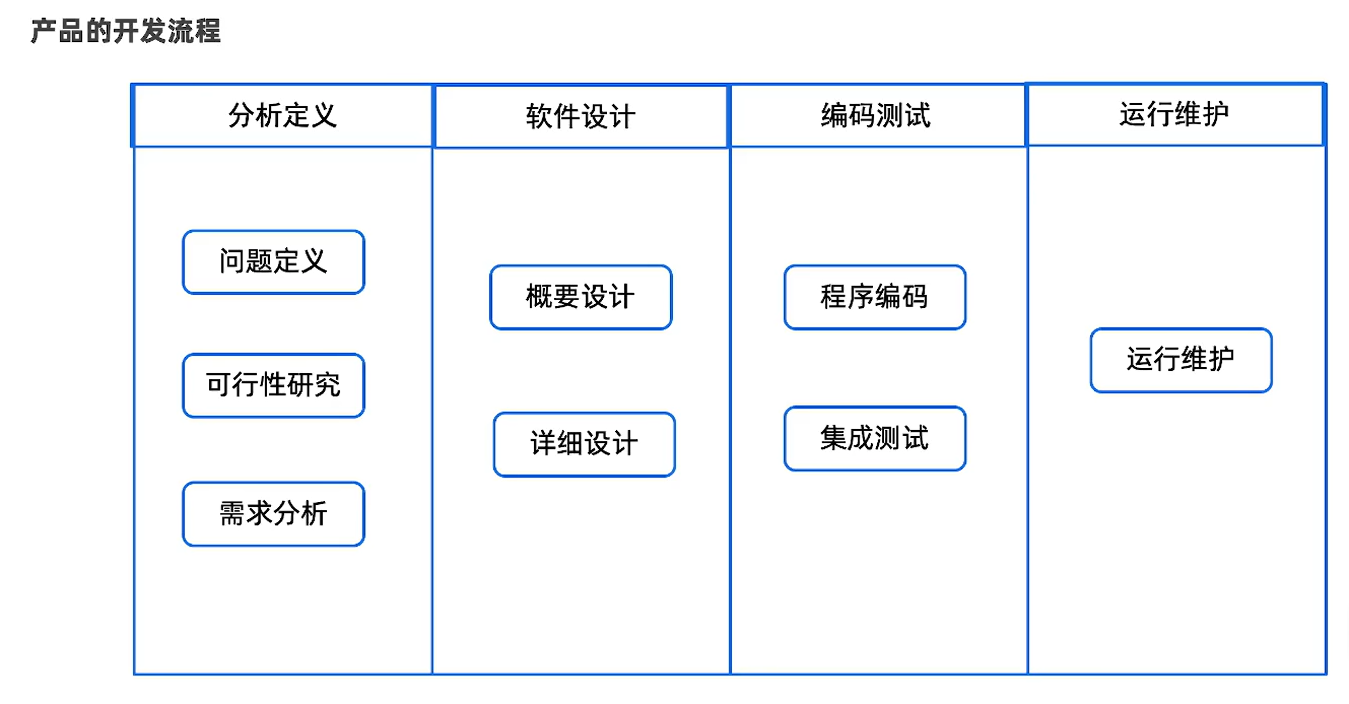 产品的开发流程
分析定义
软件设计
编码测试
运行维护
问题定义
可行性研究
需求分析
概要设计
详细设计
程序编码
集成测试
运行维护